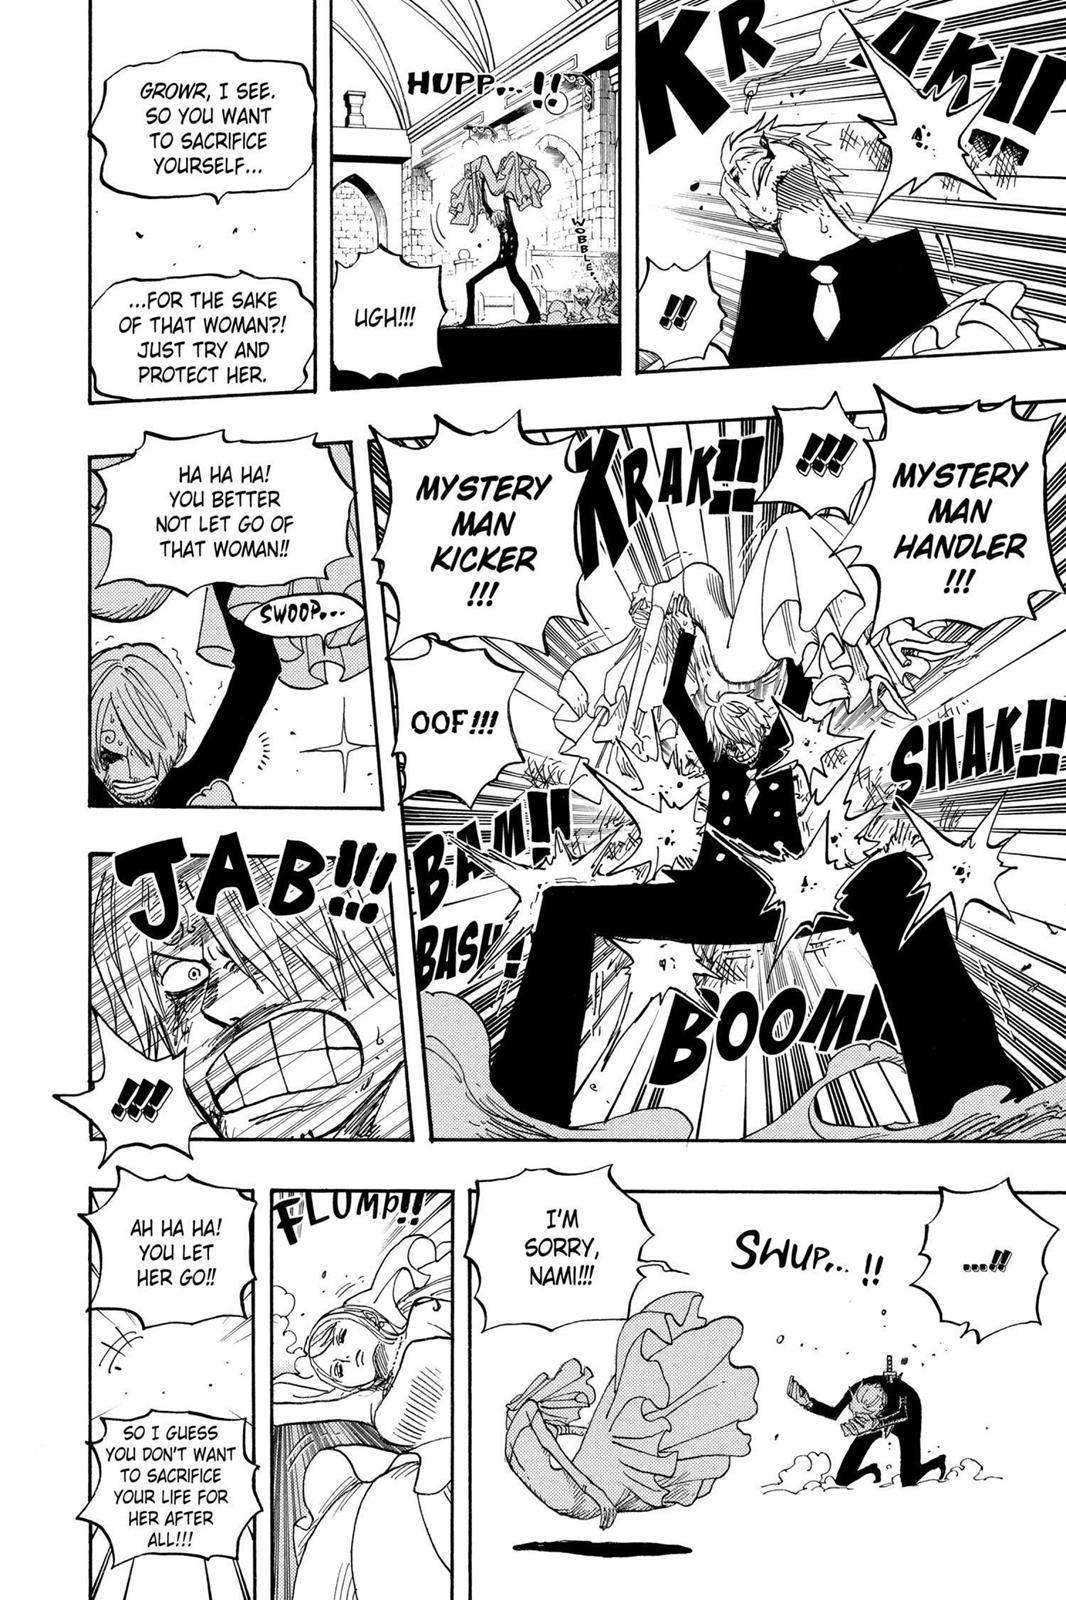 KRAK!!
!!
HUPP...!!
WOBBLE...
UGH!!!
GROWR, I SEE.
SO YOU WANT
TO SACRIFICE
YOURSELF...
...FOR THE SAKE
OF THAT WOMAN?!
JUST TRY AND
PROTECT HER.
MYSTERY
MAN
HANDLER
!!!
!!!
KRAK!!
MYSTERY
MAN
KICKER
!!!
OOF!!!
SMAK!!
BAM!!
BASH!
BOOM!!
HA HA HA!
YOU BETTER
NOT LET GO OF
THAT WOMAN!!
SWOOP...
JAB!!!
!!!
...!!
SWUP...!!
I'M
SORRY,
NAMI!!!
FLUMP!!
AH HA HA!
YOU LET
HER GO!!
SO I GUESS
YOU DON'T WANT
TO SACRIFICE
YOUR LIFE FOR
HER AFTER
ALL!!!